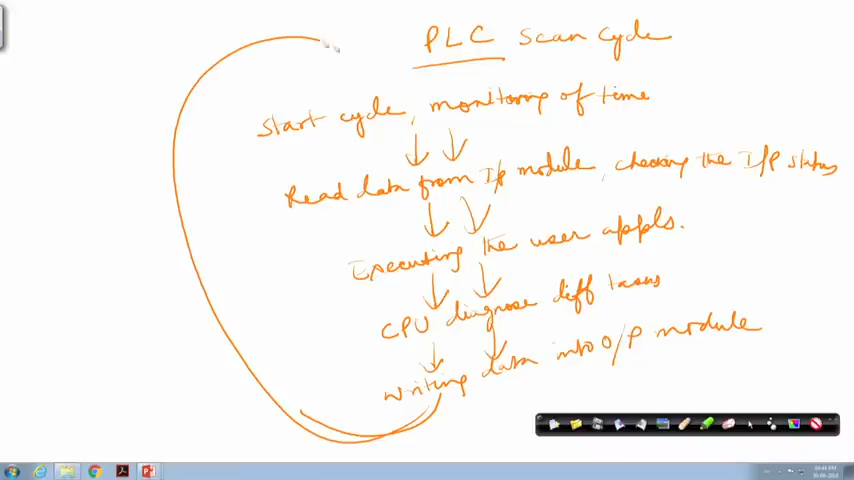 PLC Scan Cycle
Start cycle, monitoring of time
Read data from I/p module, checking the I/P status
Executing the user appls.
CPU diagnose diff tasks
Writing data into O/P module